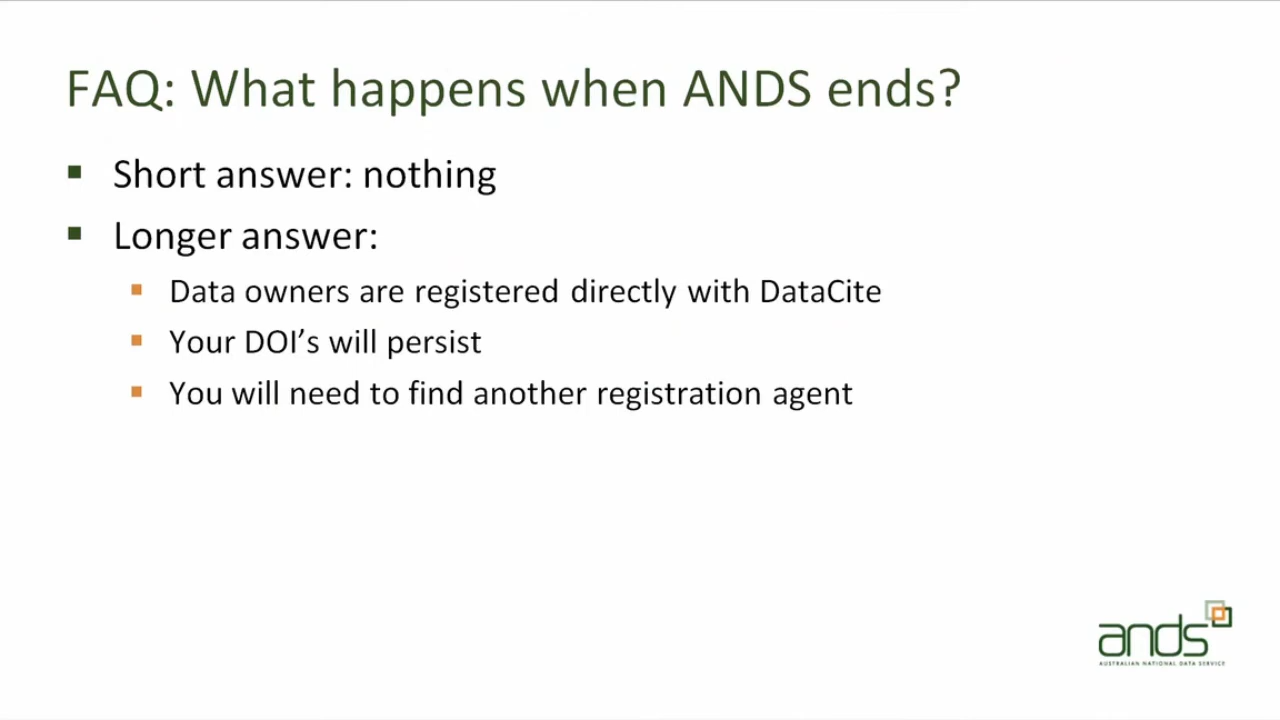 FAQ: What happens when ANDS ends?
Short answer: nothing
Longer answer:
Data owners are registered directly with DataCite
Your DOI’s will persist
You will need to find another registration agent
ands
AUSTRALIAN NATIONAL DATA SERVICE